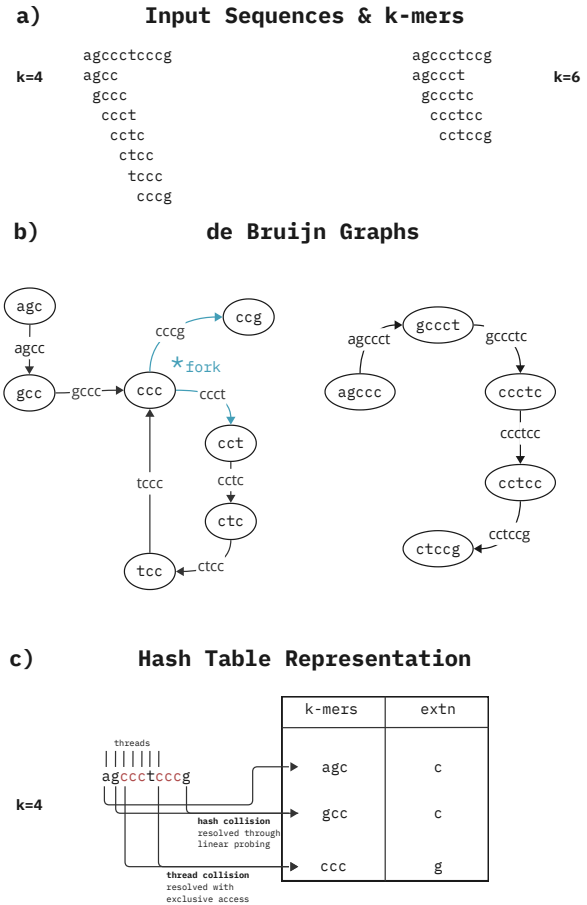 a) Input Sequences & k-mers
agccctcccg
agccctccg
k=4
agcc
agccct
k=6
gccc
gccctc
ccct
ccctcc
cctc
cctccg
ctcc
tccc
cccg
b) de Bruijn Graphs
agc
agcc
gcc
gccc
ccc
cccg
ccg
*fork
ccct
cct
cctc
ctc
ctcc
tcc
tccc
agccc
agccct
gccct
gccctc
ccctc
ccctcc
cctcc
cctccg
ctccg
c) Hash Table Representation
k-mers extn
threads
agccctcccg
agc c
k=4
gcc c
hash collision
resolved through
linear probing
ccc g
thread collision
resolved with
exclusive access